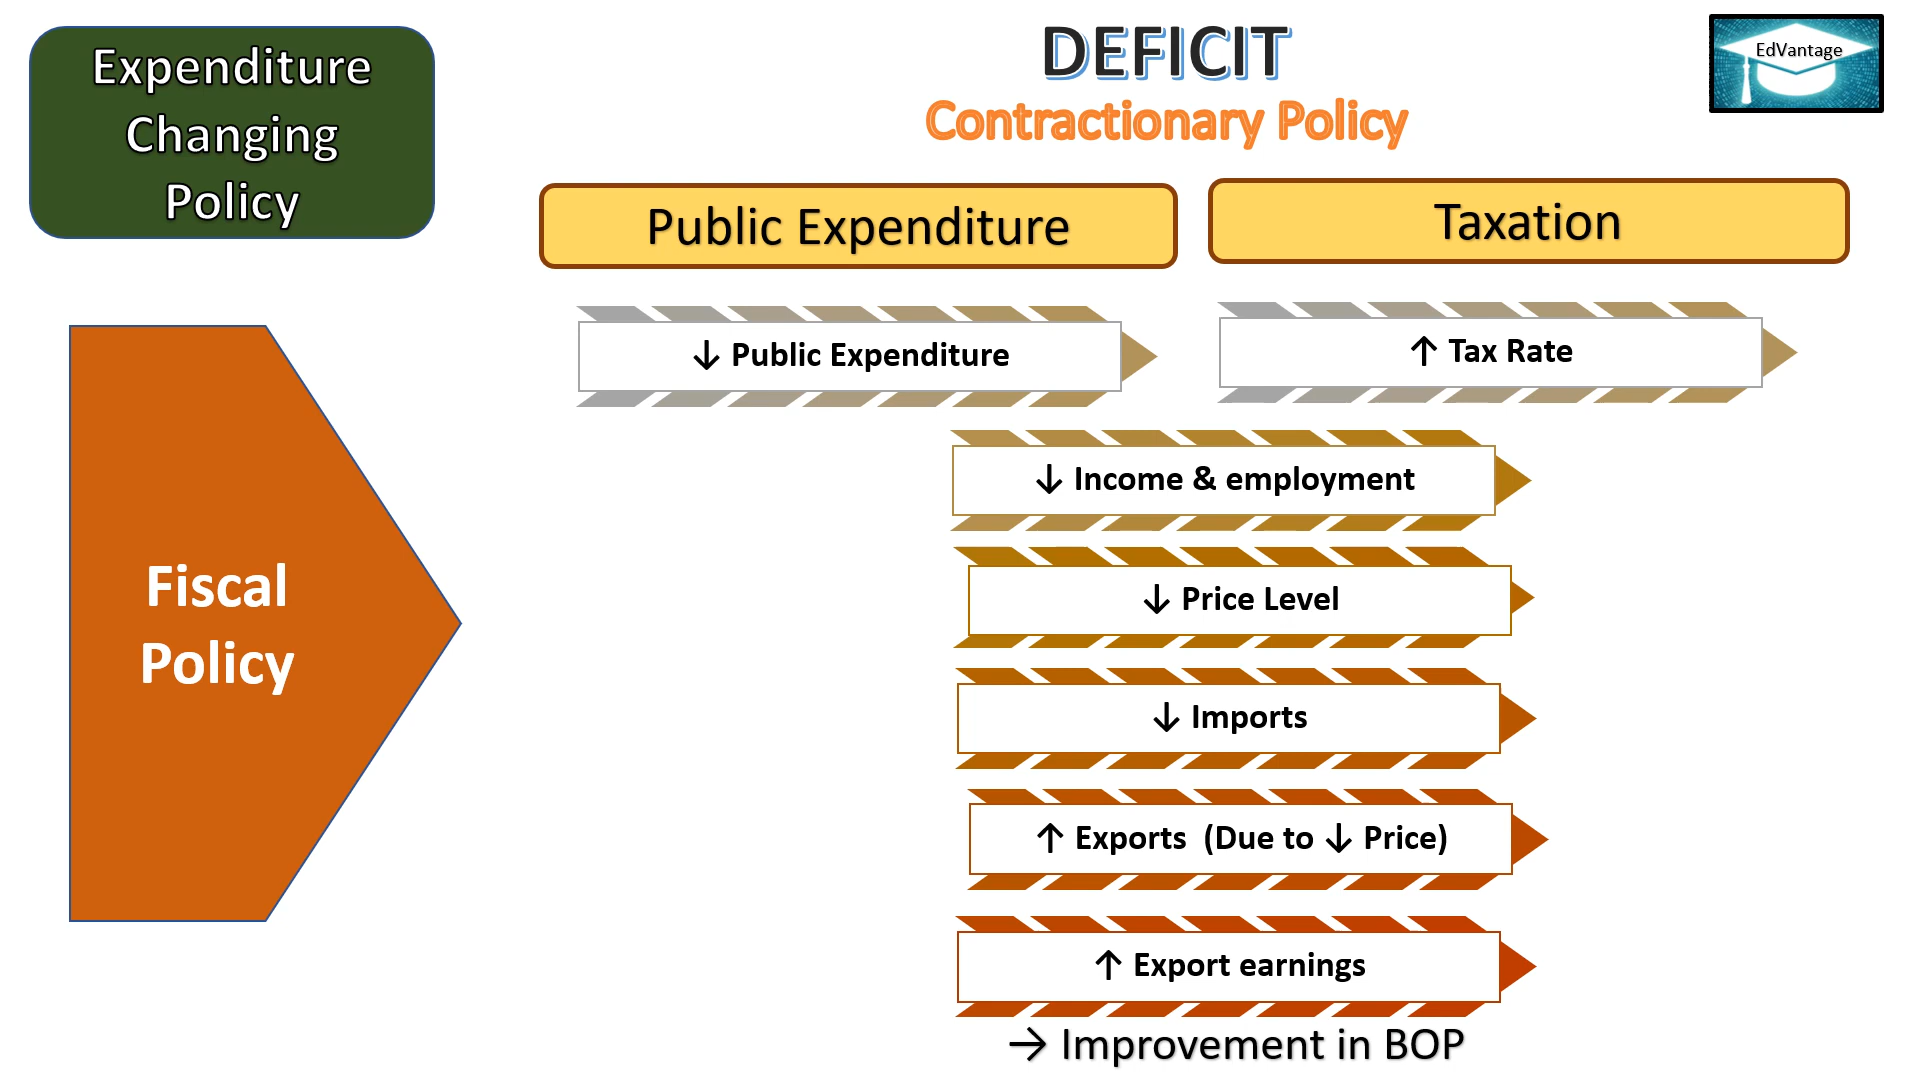 Expenditure
Changing
Policy
DEFICIT
Contractionary Policy
EdVantage
Public Expenditure
Taxation
↓ Public Expenditure
↑ Tax Rate
↓ Income & employment
↓ Price Level
↓ Imports
↑ Exports (Due to ↓ Price)
↑ Export earnings
→ Improvement in BOP
Fiscal
Policy